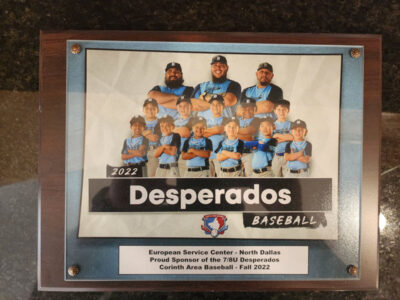 2022
Desperados
BASEBALL
European Service Center - North Dallas
Proud Sponsor of the 7/8U Desperados
Corinth Area Baseball - Fall 2022